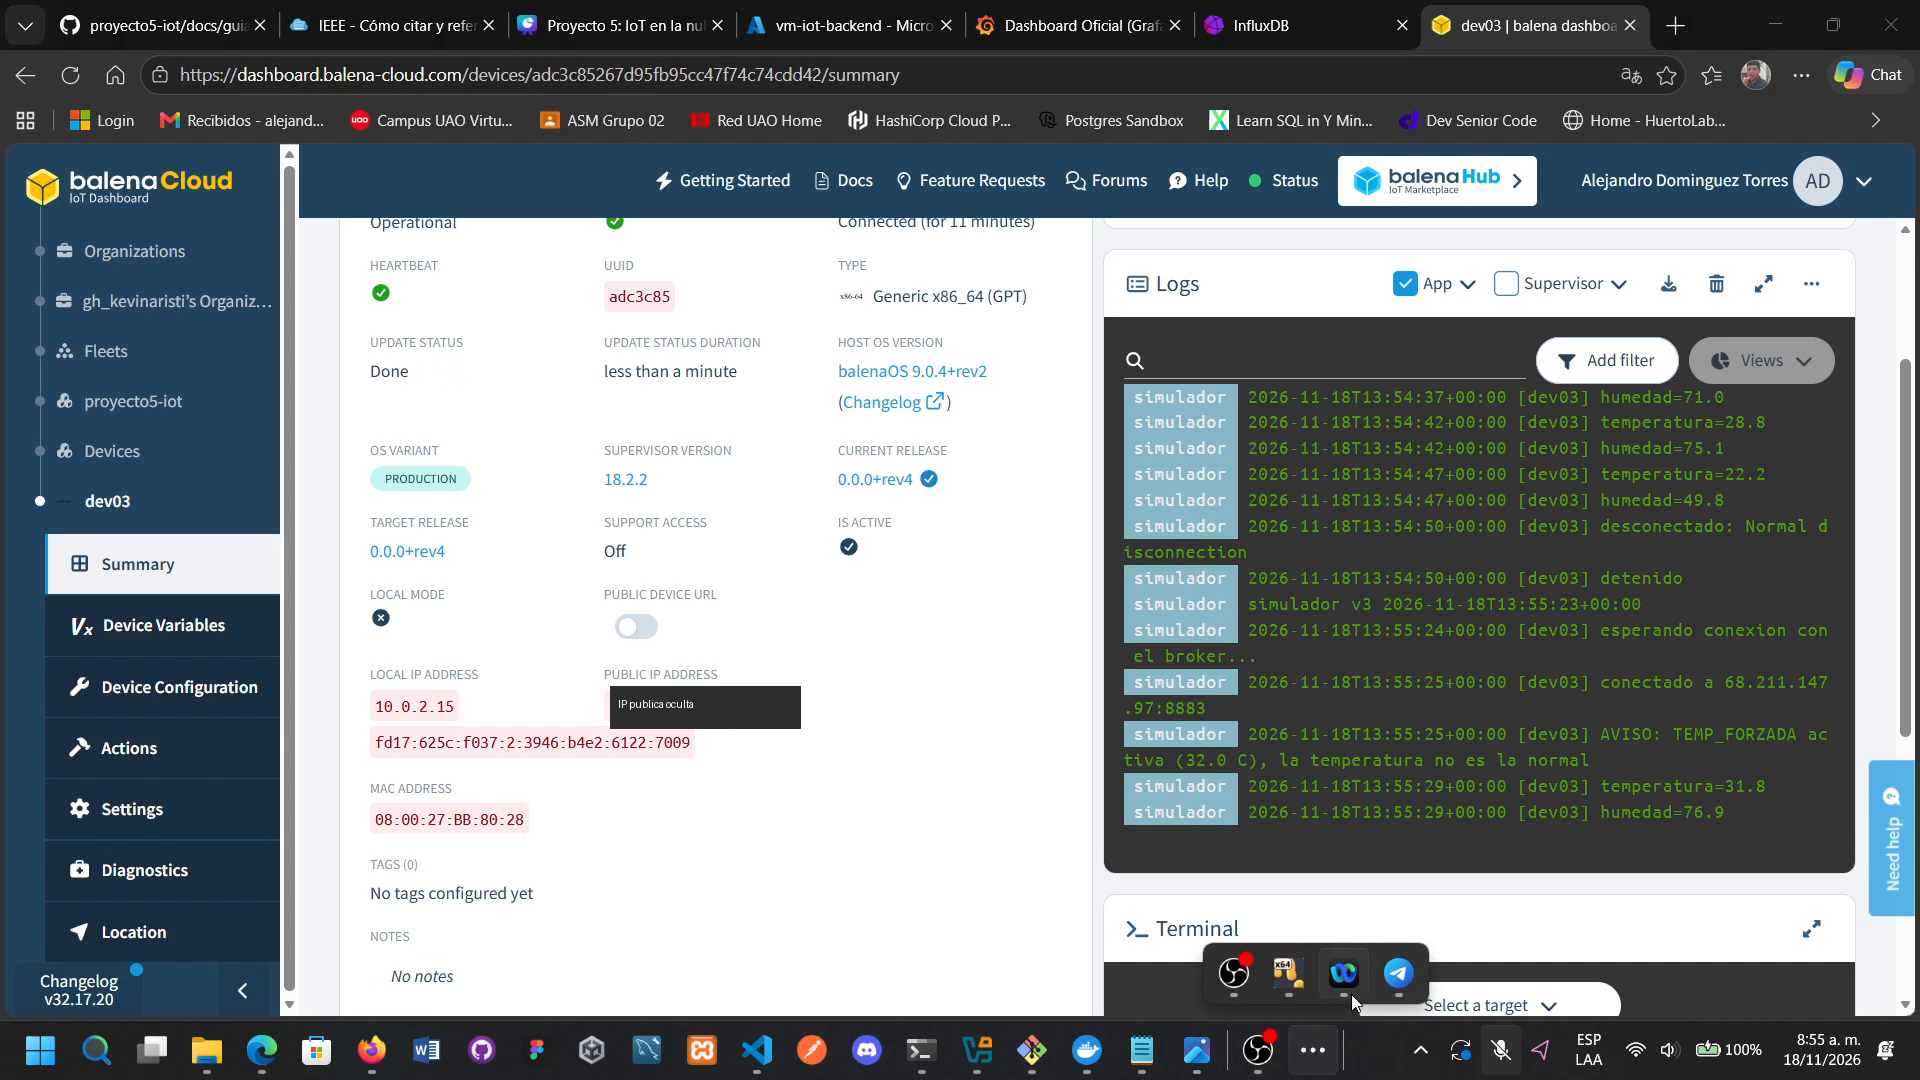 proyecto5-iot/docs/guia
IEEE - Cómo citar y refer
Proyecto 5: IoT en la nu
vm-iot-backend - Micro
Dashboard Oficial (Grafa
InfluxDB
dev03 | balena dashboa
https://dashboard.balena-cloud.com/devices/adc3c85267d95fb95cc47f74c74cdd42/summary
Chat
Login
Recibidos - alejand...
Campus UAO Virtu...
ASM Grupo 02
Red UAO Home
HashiCorp Cloud P...
Postgres Sandbox
Learn SQL in Y Min...
Dev Senior Code
Home - HuertoLab...
balenaCloud
IoT Dashboard
Getting Started
Docs
Feature Requests
Forums
Help
Status
balenaHub
IoT Marketplace
Alejandro Dominguez Torres
AD
Organizations
gh_kevinaristi's Organiz...
Fleets
proyecto5-iot
Devices
dev03
Summary
Device Variables
Device Configuration
Actions
Settings
Diagnostics
Location
Changelog
v32.17.20
Operational
Connected (for 11 minutes)
HEARTBEAT
UUID
adc3c85
TYPE
x86-64
Generic x86_64 (GPT)
UPDATE STATUS
Done
UPDATE STATUS DURATION
less than a minute
HOST OS VERSION
balenaOS 9.0.4+rev2
(Changelog)
OS VARIANT
PRODUCTION
SUPERVISOR VERSION
18.2.2
CURRENT RELEASE
0.0.0+rev4
TARGET RELEASE
0.0.0+rev4
SUPPORT ACCESS
Off
IS ACTIVE
LOCAL MODE
PUBLIC DEVICE URL
LOCAL IP ADDRESS
10.0.2.15
fd17:625c:f037:2:3946:b4e2:6122:7009
PUBLIC IP ADDRESS
IP publica oculta
MAC ADDRESS
08:00:27:BB:80:28
TAGS (0)
No tags configured yet
NOTES
No notes
Logs
App
Supervisor
Add filter
Views
simulador 2026-11-18T13:54:37+00:00 [dev03] humedad=71.0
simulador 2026-11-18T13:54:42+00:00 [dev03] temperatura=28.8
simulador 2026-11-18T13:54:42+00:00 [dev03] humedad=75.1
simulador 2026-11-18T13:54:47+00:00 [dev03] temperatura=22.2
simulador 2026-11-18T13:54:47+00:00 [dev03] humedad=49.8
simulador 2026-11-18T13:54:50+00:00 [dev03] desconectado: Normal d
isconnection
simulador 2026-11-18T13:54:50+00:00 [dev03] detenido
simulador simulador v3 2026-11-18T13:55:23+00:00
simulador 2026-11-18T13:55:24+00:00 [dev03] esperando conexion con
el broker...
simulador 2026-11-18T13:55:25+00:00 [dev03] conectado a 68.211.147
.97:8883
simulador 2026-11-18T13:55:25+00:00 [dev03] AVISO: TEMP_FORZADA ac
tiva (32.0 C), la temperatura no es la normal
simulador 2026-11-18T13:55:29+00:00 [dev03] temperatura=31.8
simulador 2026-11-18T13:55:29+00:00 [dev03] humedad=76.9
Terminal
Select a target
Need help
x64
ESP
LAA
100%
8:55 a. m.
18/11/2026